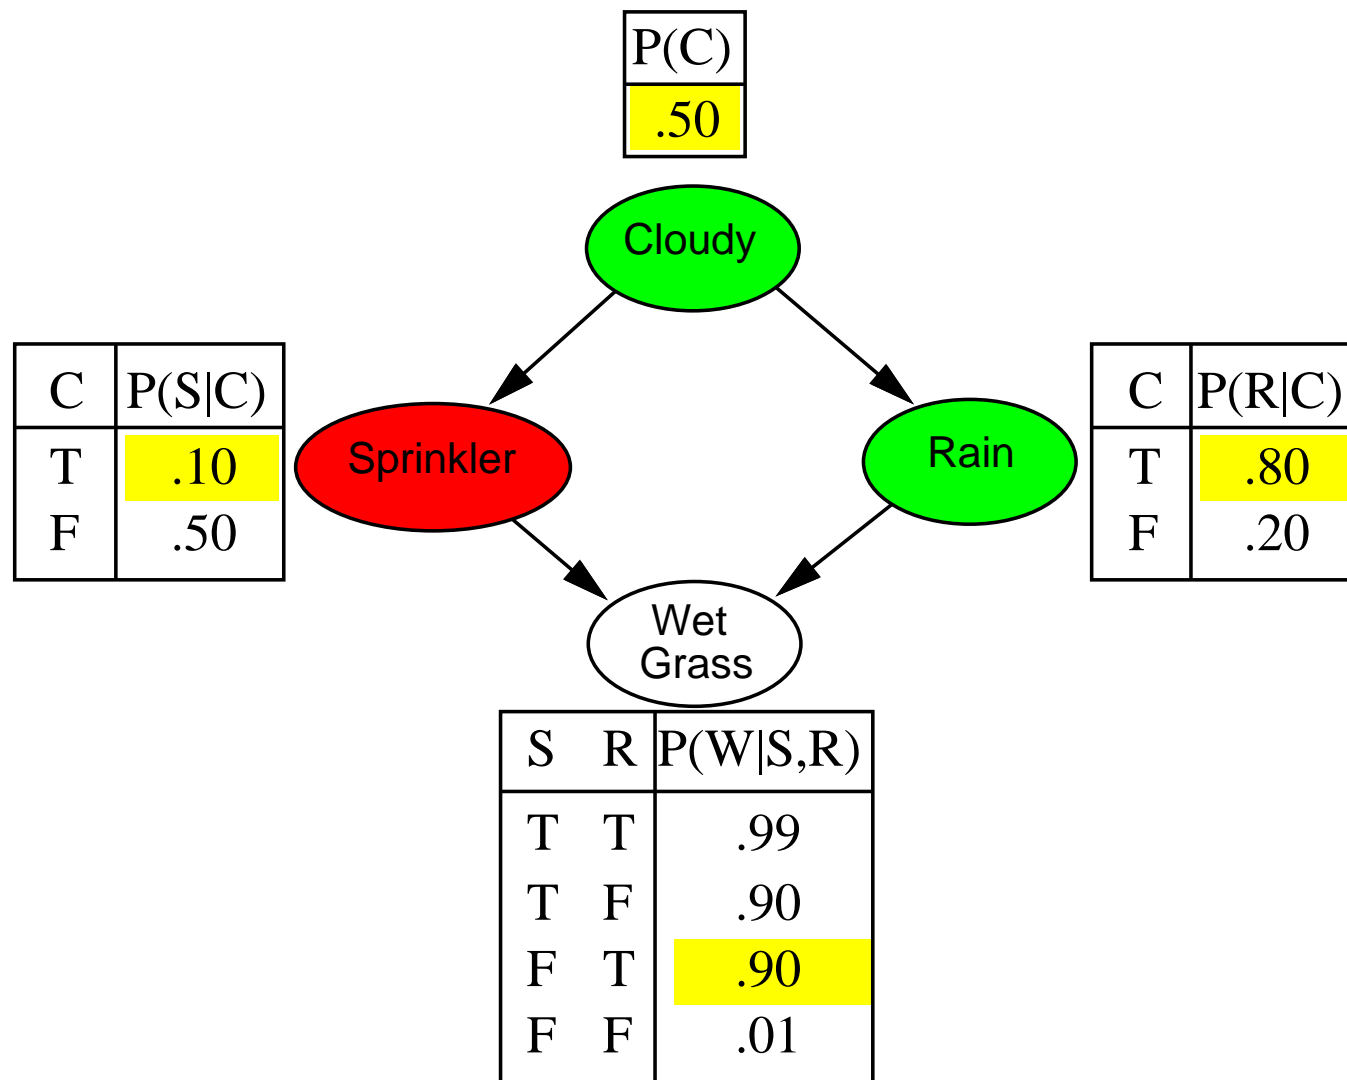 P(C)
.50
Cloudy
C P(S|C)
T .10
F .50
Sprinkler
Rain
C P(R|C)
T .80
F .20
Wet
Grass
S R P(W|S,R)
T T .99
T F .90
F T .90
F F .01